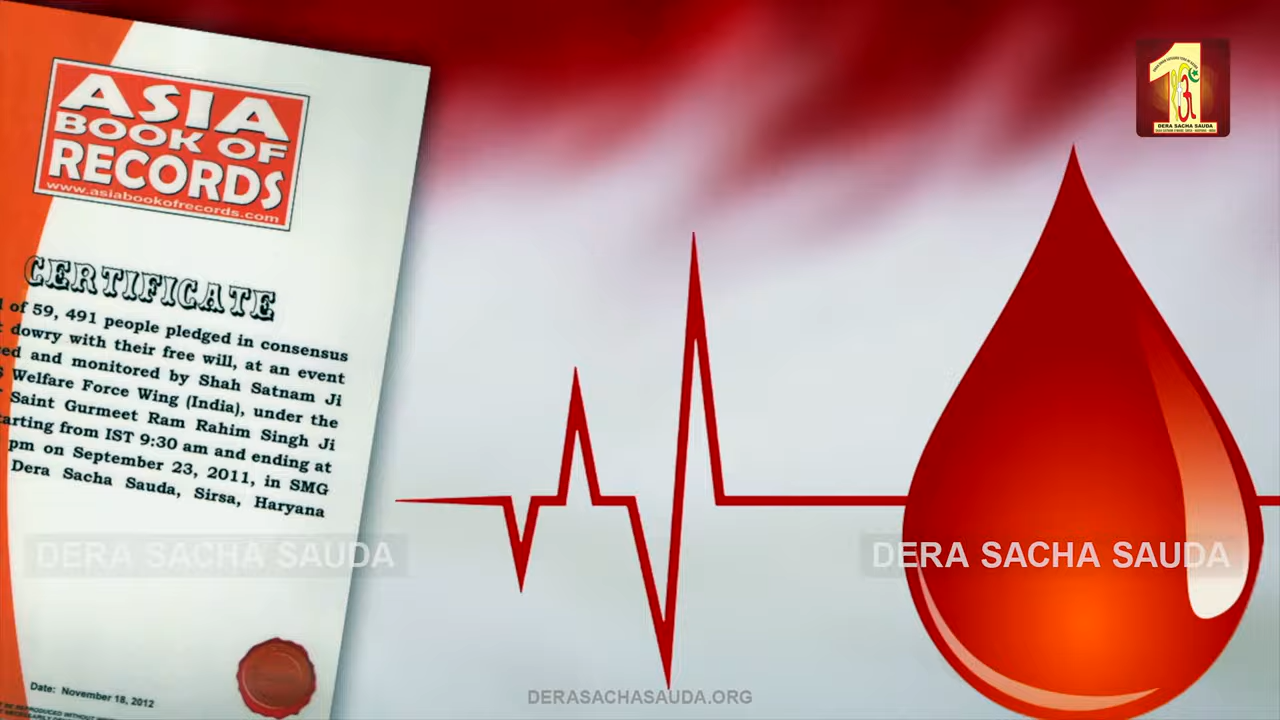 ASIA
BOOK OF
RECORDS
www.asiabookofrecords.com
CERTIFICATE
of 59, 491 people pledged in consensus
dowry with their free will, at an event
and monitored by Shah Satnam Ji
Welfare Force Wing (India), under the
Saint Gurmeet Ram Rahim Singh Ji
from IST 9:30 am and ending at
pm on September 23, 2011, in SMG
Dera Sacha Sauda, Sirsa, Haryana
Date: November 18, 2012
DERA SACHA SAUDA
DERA SACHA SAUDA
DERA SACHA SAUDA
DERASACHASAUDA.ORG